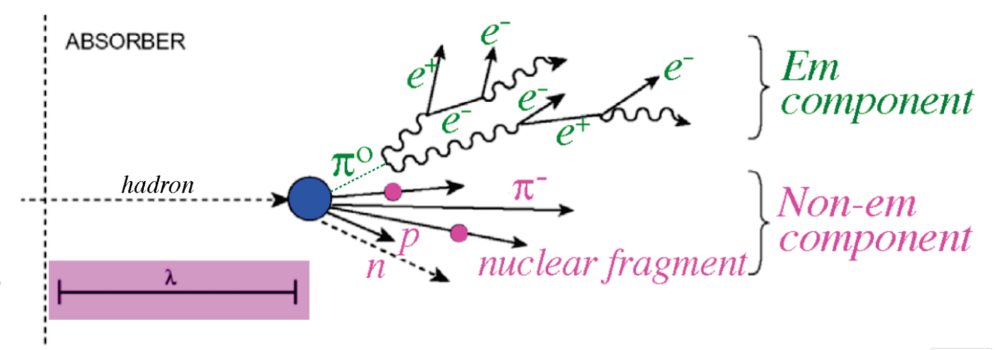 ABSORBER
e⁻
e⁺
e⁻
e⁻
e⁻
e⁺
Em
component
π⁰
hadron
π⁻
Non-em
component
p
n
nuclear fragment
λ